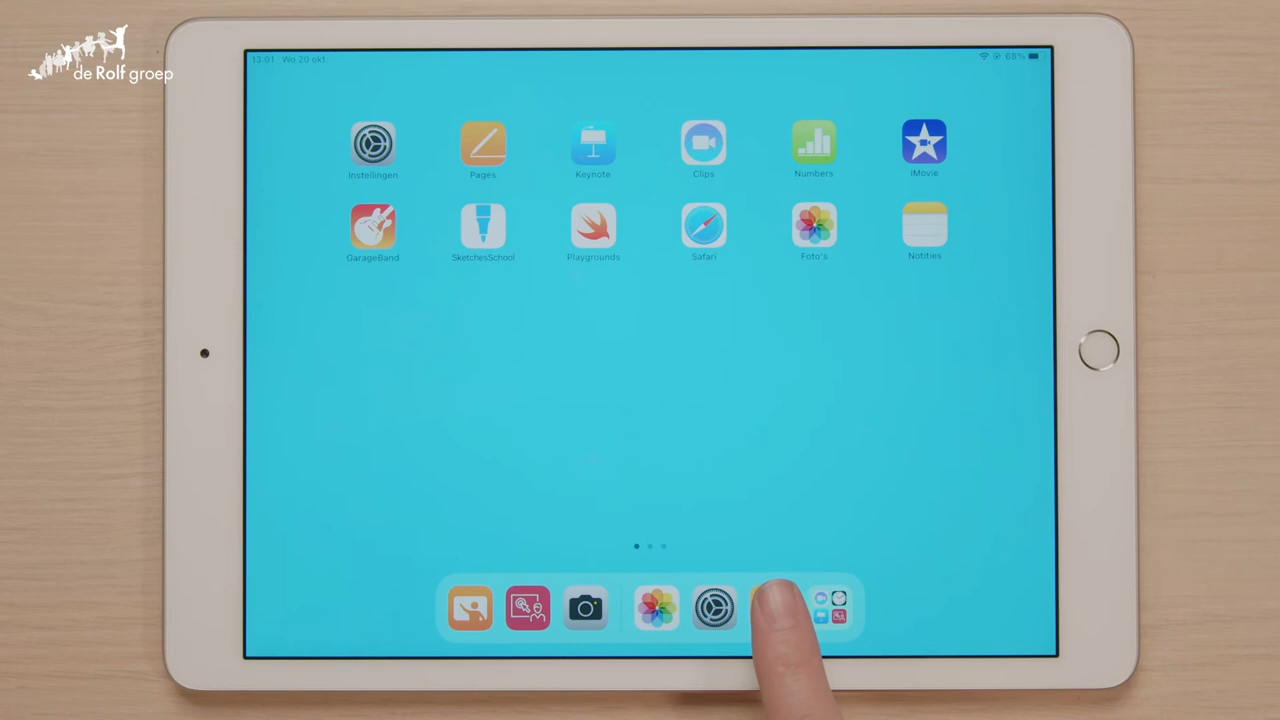 de Rolf groep
13:01 Wo 20 okt.
68%
Instellingen
Pages
Keynote
Clips
Numbers
iMovie
GarageBand
SketchesSchool
Playgrounds
Safari
Foto's
Notities